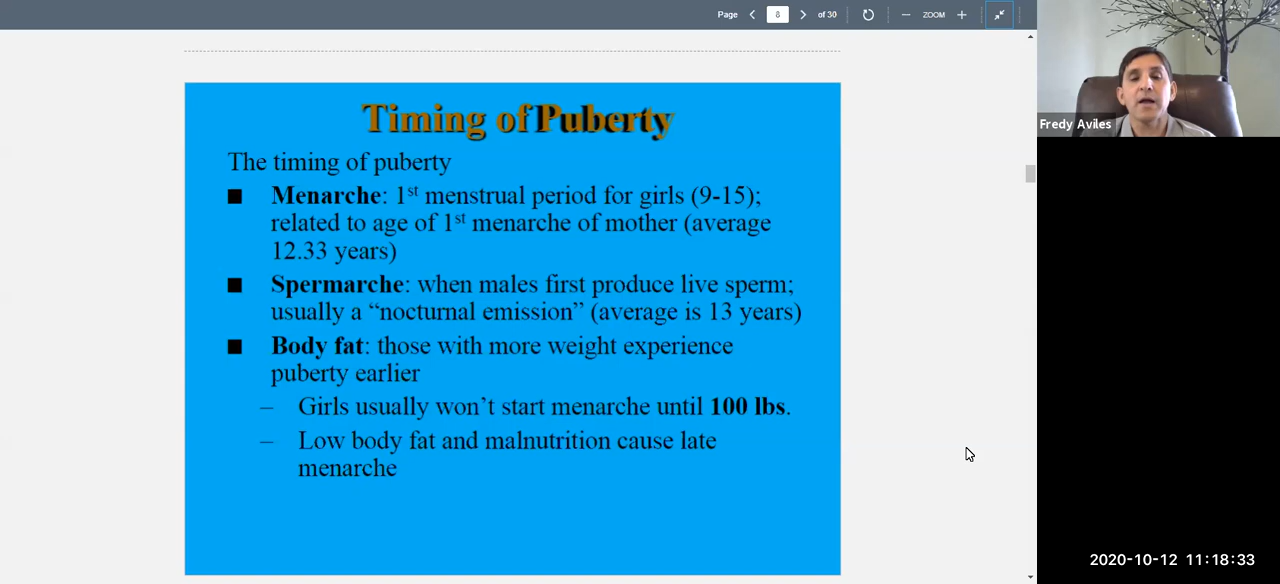 Page 8 of 30 ZOOM
Timing of Puberty
The timing of puberty
■ Menarche: 1st menstrual period for girls (9-15);
related to age of 1st menarche of mother (average
12.33 years)
■ Spermarche: when males first produce live sperm;
usually a “nocturnal emission” (average is 13 years)
■ Body fat: those with more weight experience
puberty earlier
– Girls usually won’t start menarche until 100 lbs.
– Low body fat and malnutrition cause late
menarche
Fredy Aviles
2020-10-12 11:18:33